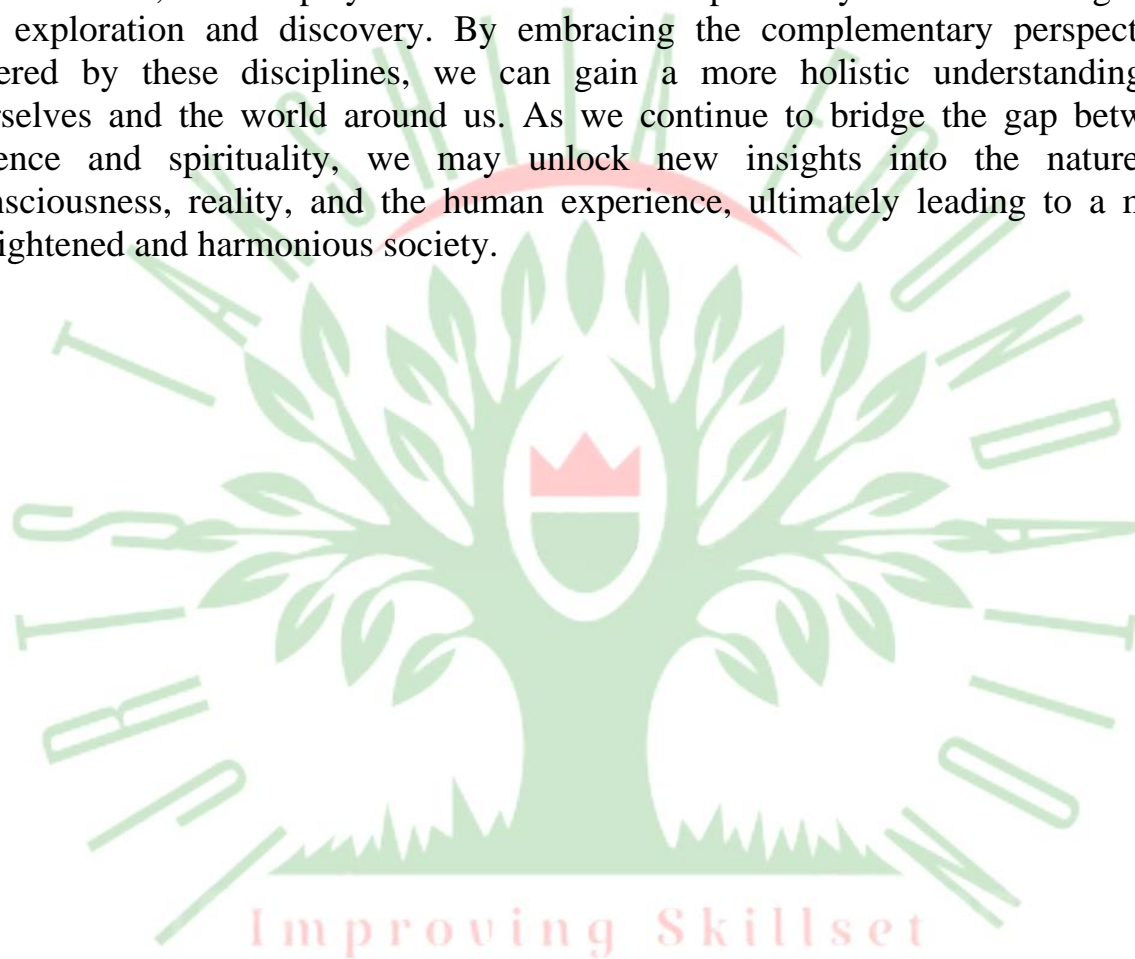 exploration and discovery. By embracing the complementary perspect
ered by these disciplines, we can gain a more holistic understanding
rselves and the world around us. As we continue to bridge the gap betw
ence and spirituality, we may unlock new insights into the nature
nsciousness, reality, and the human experience, ultimately leading to a m
ightened and harmonious society.
FOUNDATION
Improving Skillset